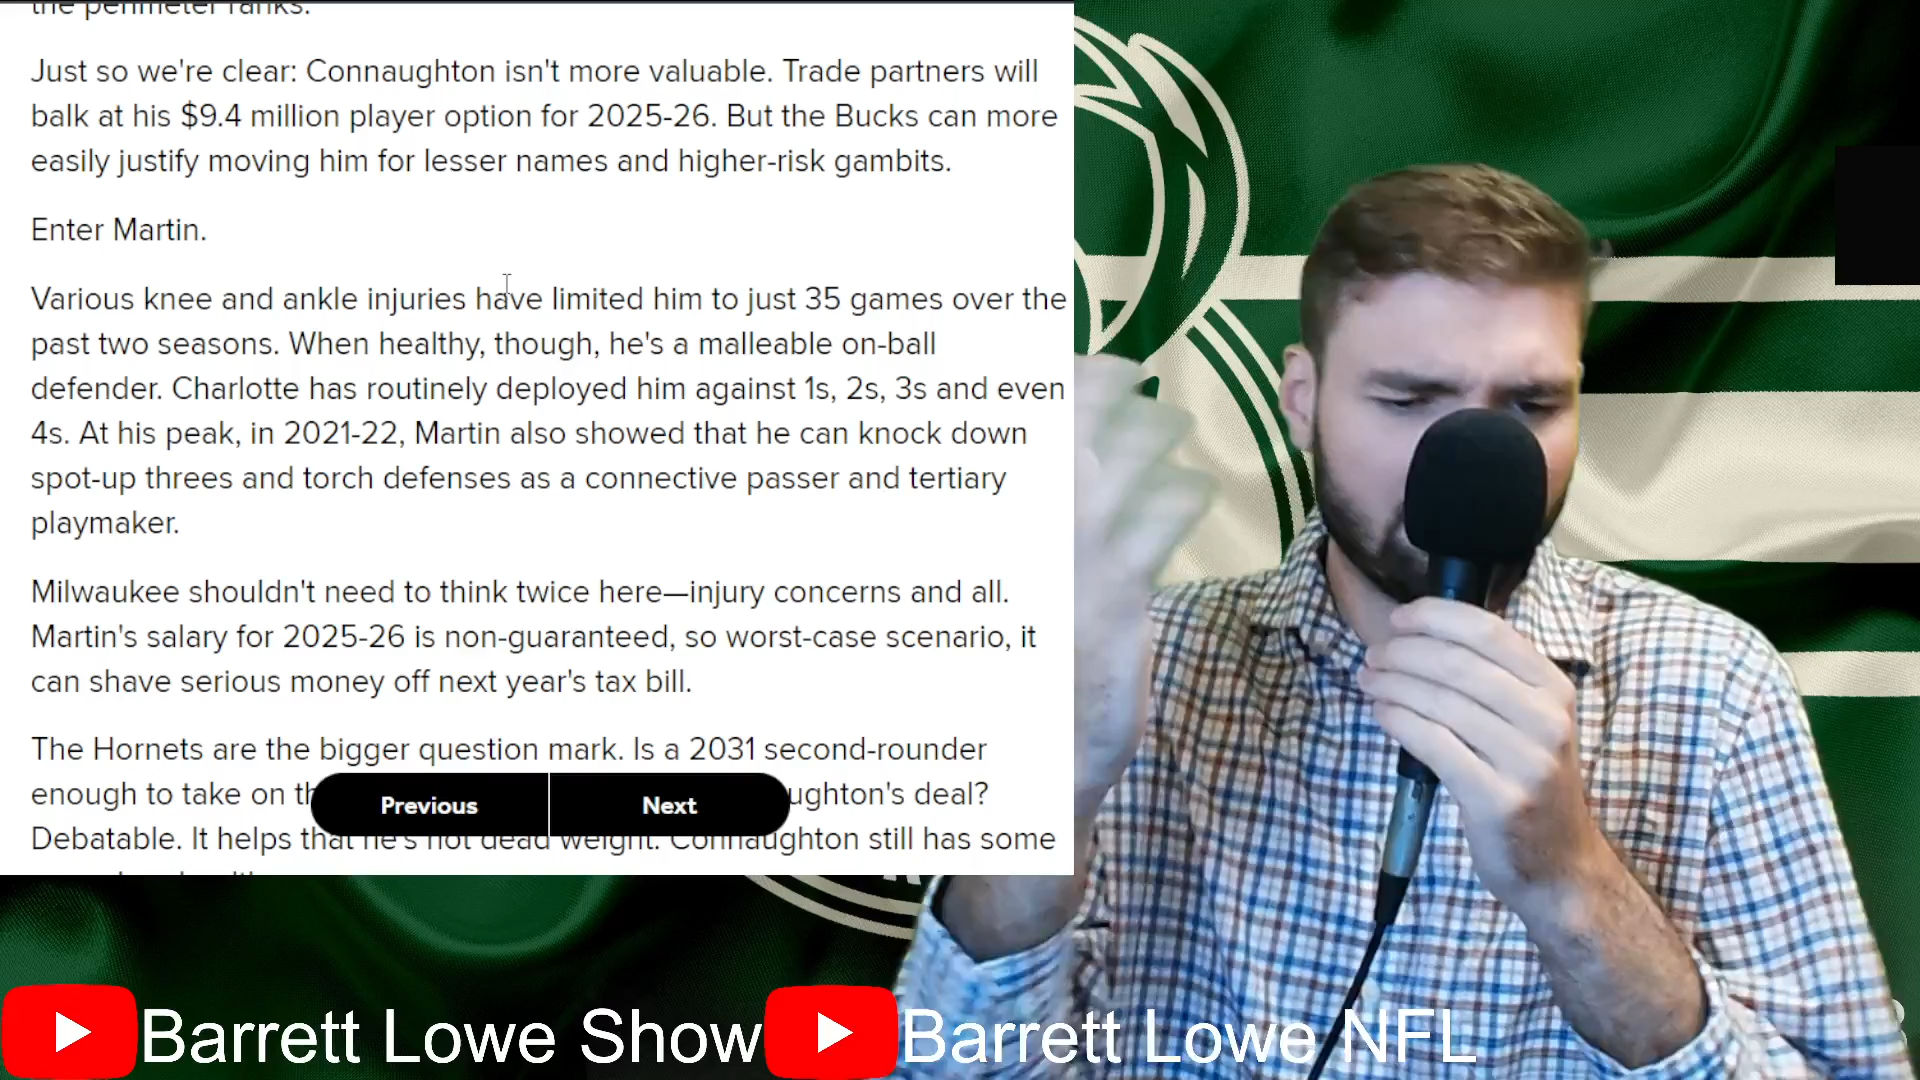 the perimeter ranks.
Just so we're clear: Connaughton isn't more valuable. Trade partners will
balk at his $9.4 million player option for 2025-26. But the Bucks can more
easily justify moving him for lesser names and higher-risk gambits.
Enter Martin.
Various knee and ankle injuries have limited him to just 35 games over the
past two seasons. When healthy, though, he's a malleable on-ball
defender. Charlotte has routinely deployed him against 1s, 2s, 3s and even
4s. At his peak, in 2021-22, Martin also showed that he can knock down
spot-up threes and torch defenses as a connective passer and tertiary
playmaker.
Milwaukee shouldn't need to think twice here—injury concerns and all.
Martin's salary for 2025-26 is non-guaranteed, so worst-case scenario, it
can shave serious money off next year's tax bill.
The Hornets are the bigger question mark. Is a 2031 second-rounder
enough to take on ughton's deal?
Debatable. It helps that he's not dead weight. Connaughton still has some
Previous Next
Barrett Lowe Show Barrett Lowe NFL